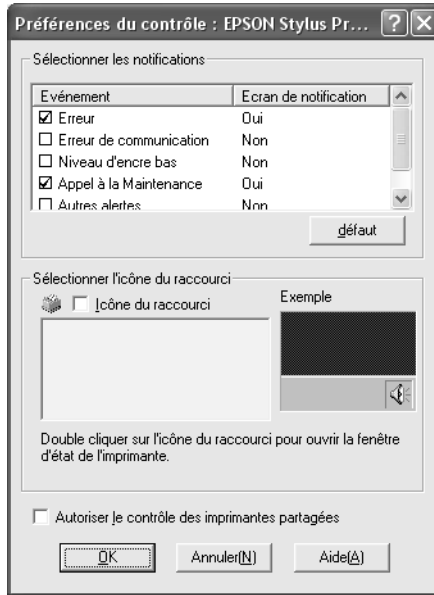 Préférences du contrôle : EPSON Stylus Pr...
Sélectionner les notifications
Evénement Ecran de notification
Erreur Oui
Erreur de communication Non
Niveau d'encre bas Non
Appel à la Maintenance Oui
Autres alertes Non
défaut
Sélectionner l'icône du raccourci
Icône du raccourci
Exemple
Double cliquer sur l'icône du raccourci pour ouvrir la fenêtre
d'état de l'imprimante.
Autoriser le contrôle des imprimantes partagées
OK Annuler(N) Aide(A)